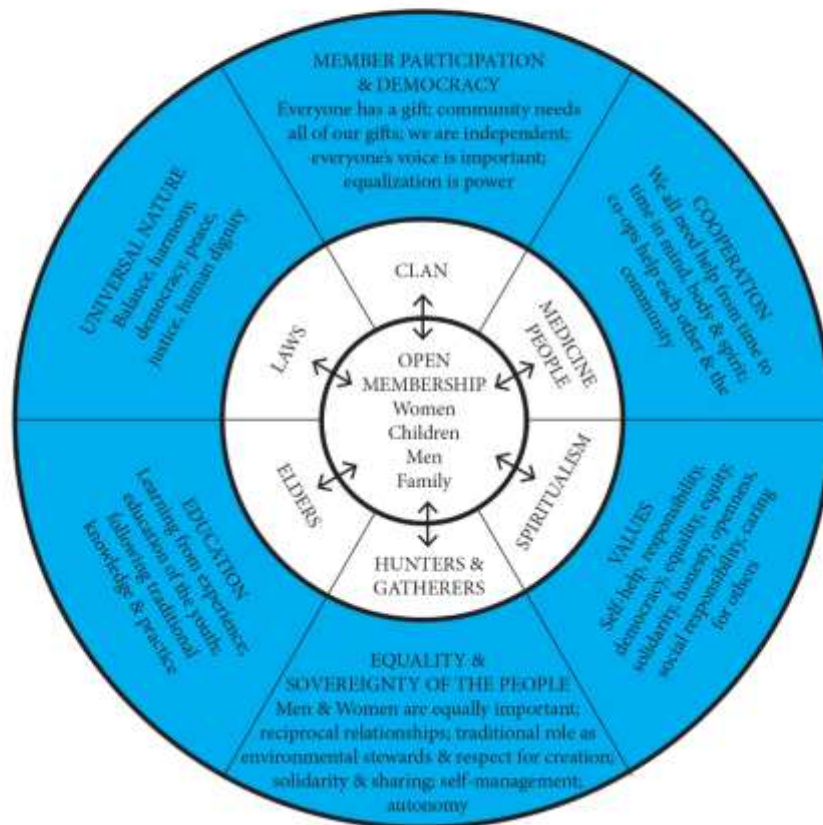 MEMBER PARTICIPATION
& DEMOCRACY
Everyone has a gift; community needs
all of our gifts; we are independent;
everyone's voice is important;
equalization is power
COOPERATION
We all need help from time to
time in mind, body & spirit;
co-ops help each other & the
community
VALUES
Self-help, responsibility,
democracy, equality, equity,
solidarity, honesty, openness,
social responsibility, caring
for others
EQUALITY &
SOVEREIGNTY OF THE PEOPLE
Men & Women are equally important;
reciprocal relationships; traditional role as
environmental stewards & respect for creation;
solidarity & sharing; self-management;
autonomy
EDUCATION
Learning from experience;
education of the youth;
following traditional
knowledge & practice
UNIVERSAL NATURE
Balance, harmony,
democracy, peace,
justice, human dignity
CLAN
MEDICINE
PEOPLE
SPIRITUALISM
HUNTERS &
GATHERERS
ELDERS
LAWS
OPEN
MEMBERSHIP
Women
Children
Men
Family